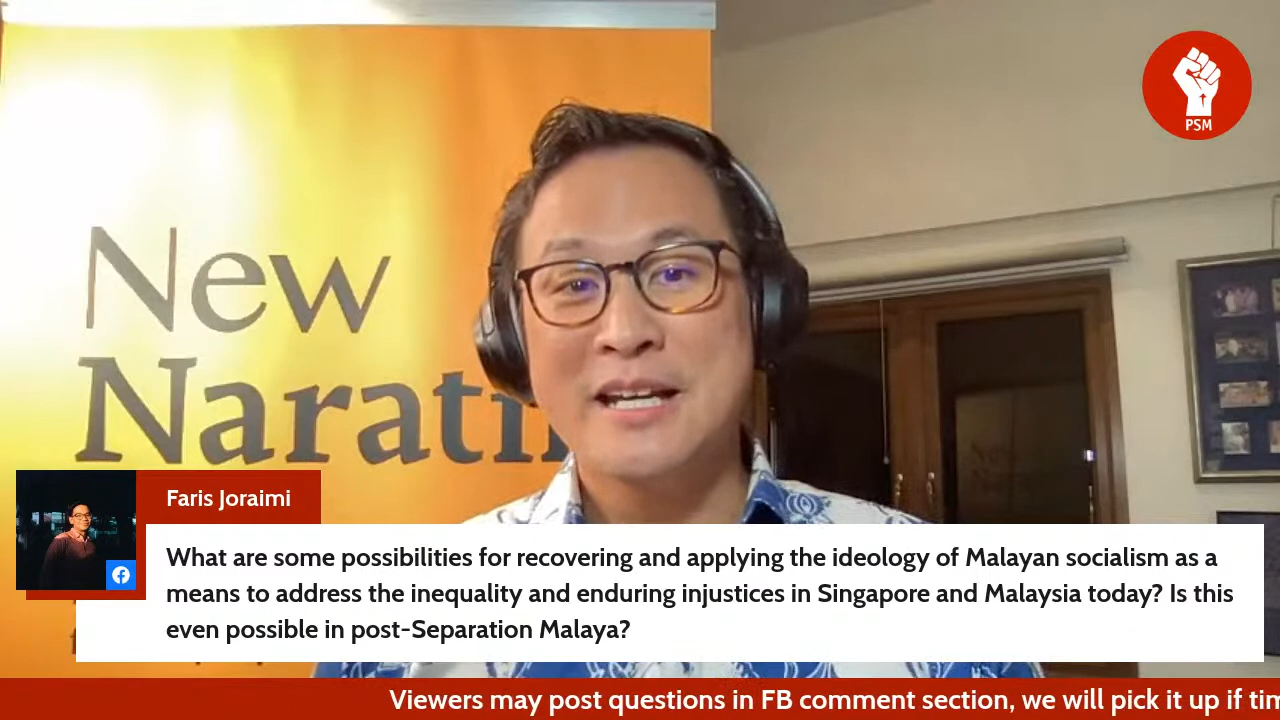 PSM
New
Narati
Faris Joraimi
What are some possibilities for recovering and applying the ideology of Malayan socialism as a
means to address the inequality and enduring injustices in Singapore and Malaysia today? Is this
even possible in post-Separation Malaya?
Viewers may post questions in FB comment section, we will pick it up if